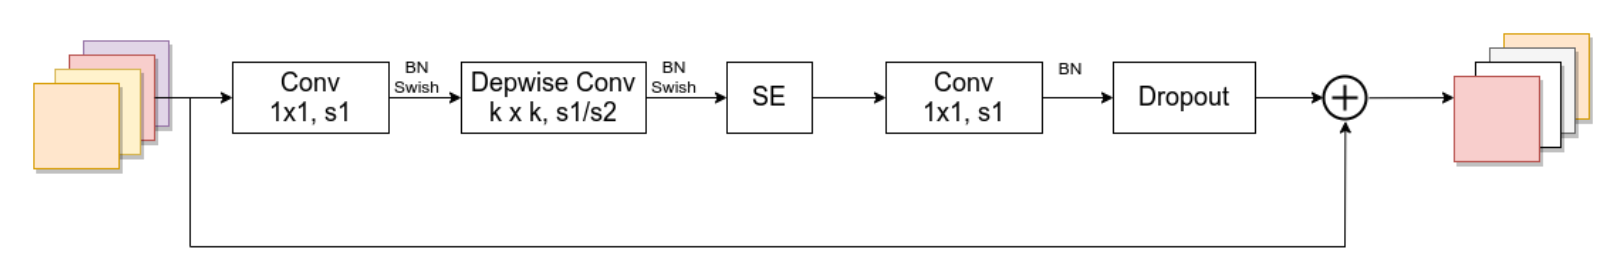 Conv
1x1, s1
BN
Swish
Depwise Conv
k x k, s1/s2
BN
Swish
SE
Conv
1x1, s1
BN
Dropout